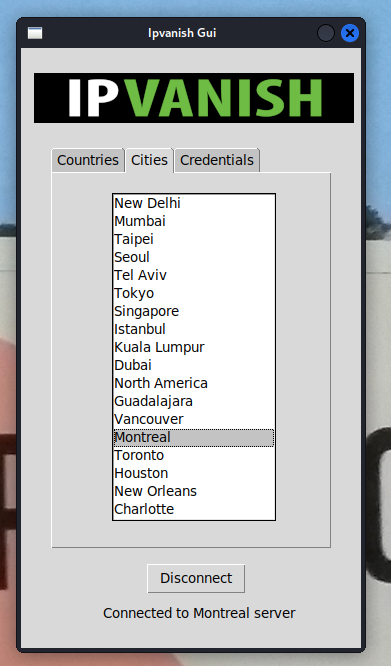 Ipvanish Gui
IPVANISH
Countries Cities Credentials
New Delhi
Mumbai
Taipei
Seoul
Tel Aviv
Tokyo
Singapore
Istanbul
Kuala Lumpur
Dubai
North America
Guadalajara
Vancouver
Montreal
Toronto
Houston
New Orleans
Charlotte
Disconnect
Connected to Montreal server